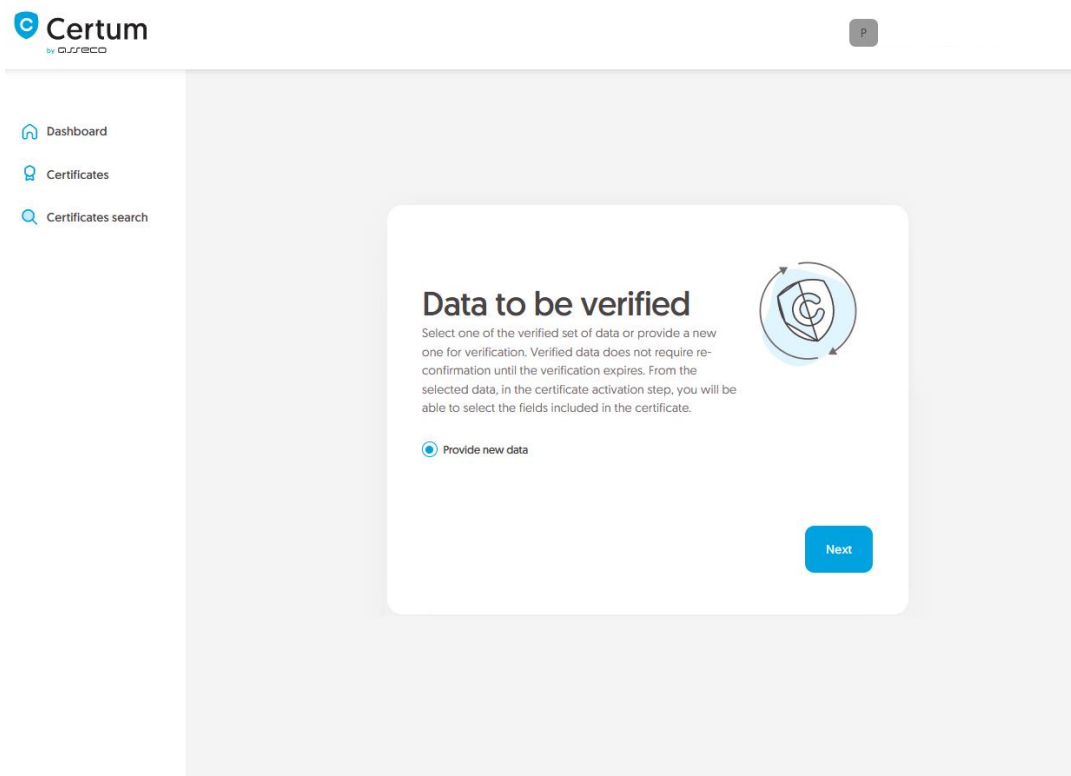 Certum
by asseco
P
Dashboard
Certificates
Certificates search
Data to be verified
Select one of the verified set of data or provide a new
one for verification. Verified data does not require re-
confirmation until the verification expires. From the
selected data, in the certificate activation step, you will be
able to select the fields included in the certificate.
Provide new data
Next